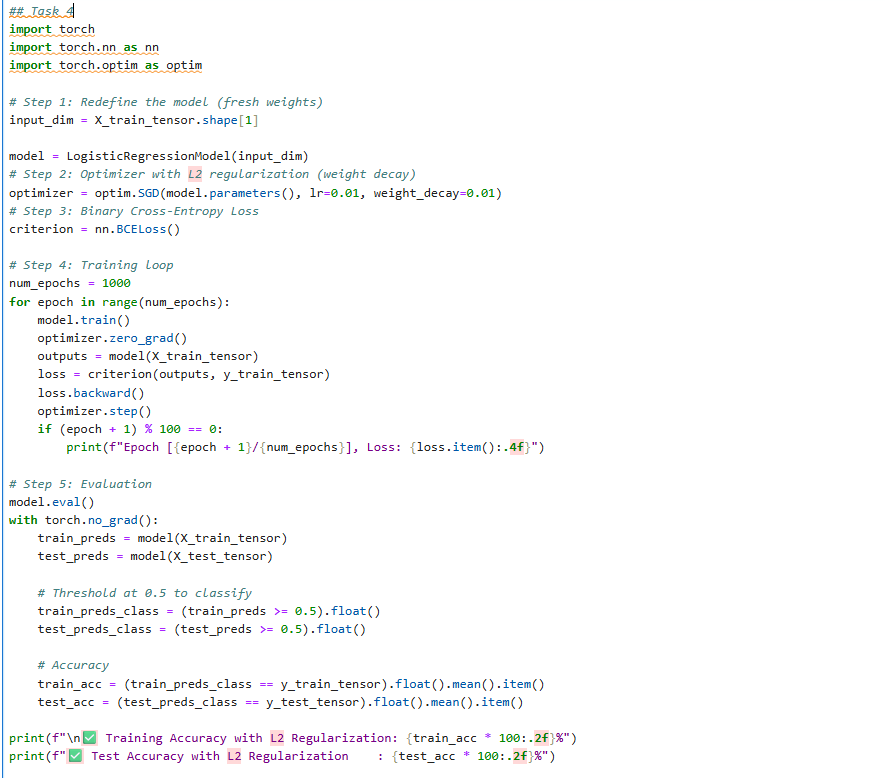 ## Task 4
import torch
import torch.nn as nn
import torch.optim as optim
# Step 1: Redefine the model (fresh weights)
input_dim = X_train_tensor.shape[1]
model = LogisticRegressionModel(input_dim)
# Step 2: Optimizer with L2 regularization (weight decay)
optimizer = optim.SGD(model.parameters(), lr=0.01, weight_decay=0.01)
# Step 3: Binary Cross-Entropy Loss
criterion = nn.BCELoss()
# Step 4: Training loop
num_epochs = 1000
for epoch in range(num_epochs):
    model.train()
    optimizer.zero_grad()
    outputs = model(X_train_tensor)
    loss = criterion(outputs, y_train_tensor)
    loss.backward()
    optimizer.step()
    if (epoch + 1) % 100 == 0:
        print(f"Epoch [{epoch + 1}/{num_epochs}], Loss: {loss.item():.4f}")
# Step 5: Evaluation
model.eval()
with torch.no_grad():
    train_preds = model(X_train_tensor)
    test_preds = model(X_test_tensor)
    # Threshold at 0.5 to classify
    train_preds_class = (train_preds >= 0.5).float()
    test_preds_class = (test_preds >= 0.5).float()
    # Accuracy
    train_acc = (train_preds_class == y_train_tensor).float().mean().item()
    test_acc = (test_preds_class == y_test_tensor).float().mean().item()
print(f"\n✅ Training Accuracy with L2 Regularization: {train_acc * 100:.2f}%")
print(f"✅ Test Accuracy with L2 Regularization    : {test_acc * 100:.2f}%")